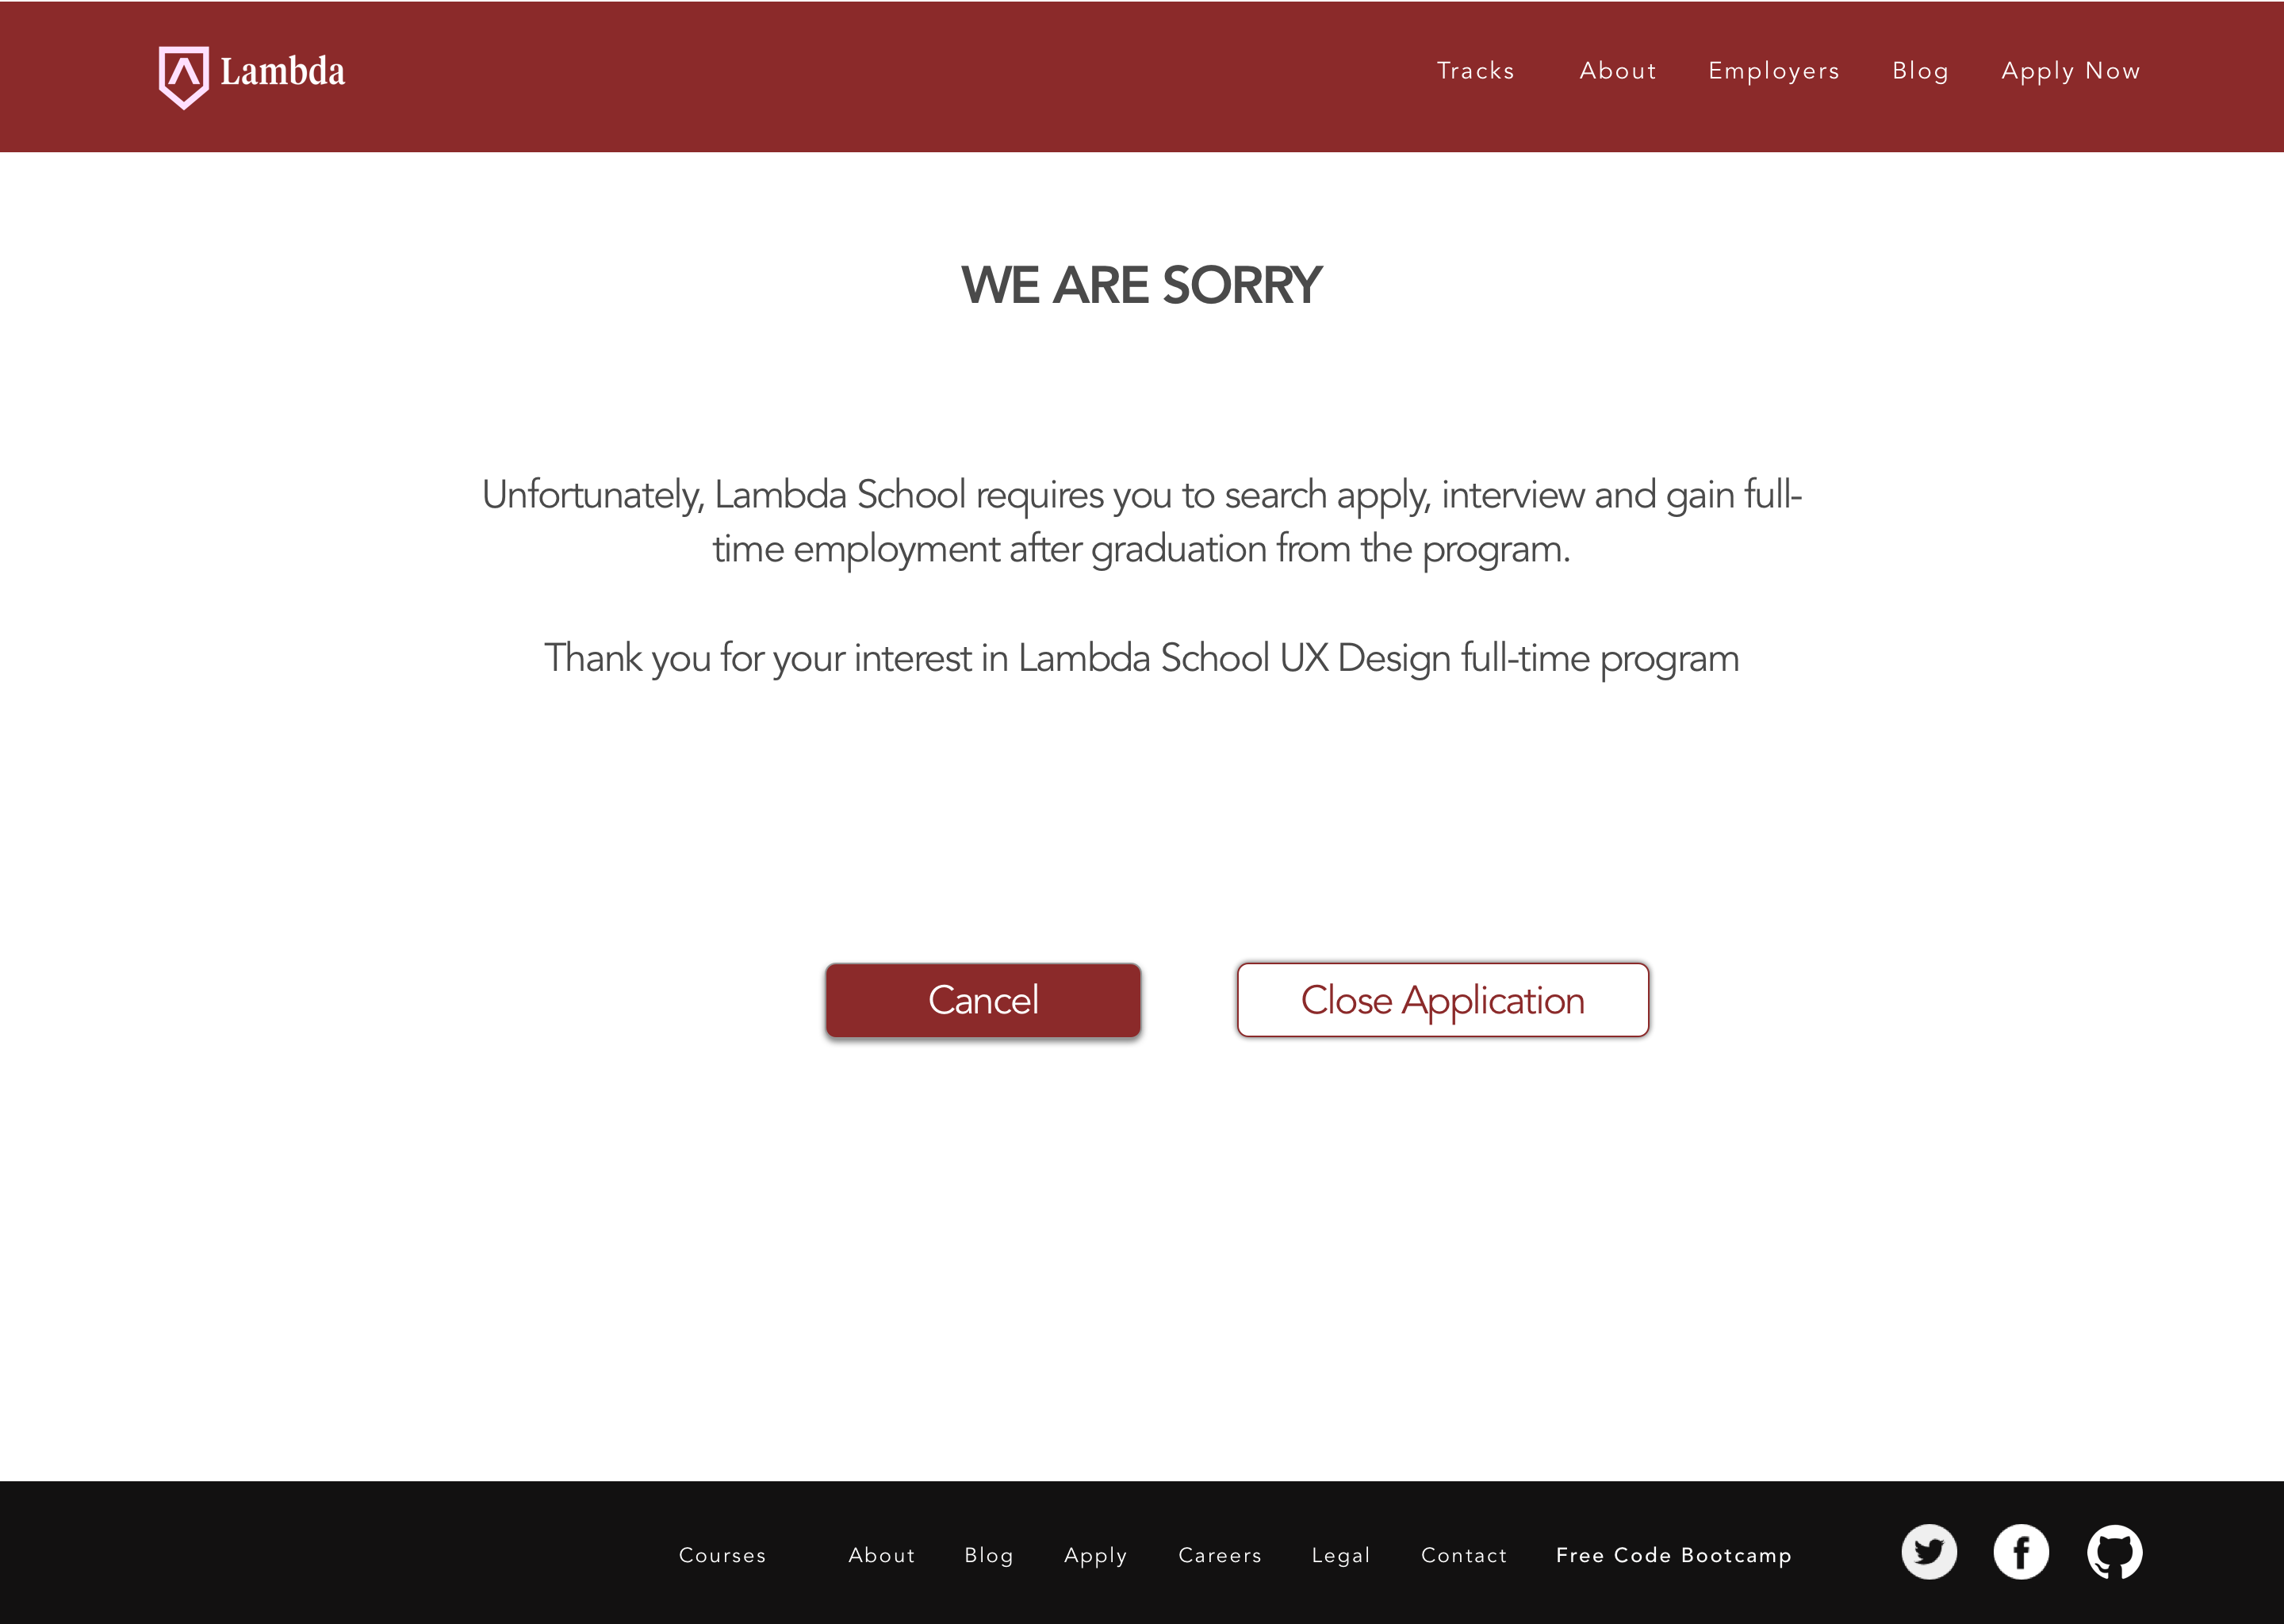 Lambda
Tracks About Employers Blog Apply Now
WE ARE SORRY
Unfortunately, Lambda School requires you to search apply, interview and gain full-
time employment after graduation from the program.
Thank you for your interest in Lambda School UX Design full-time program
Cancel Close Application
Courses About Blog Apply Careers Legal Contact Free Code Bootcamp